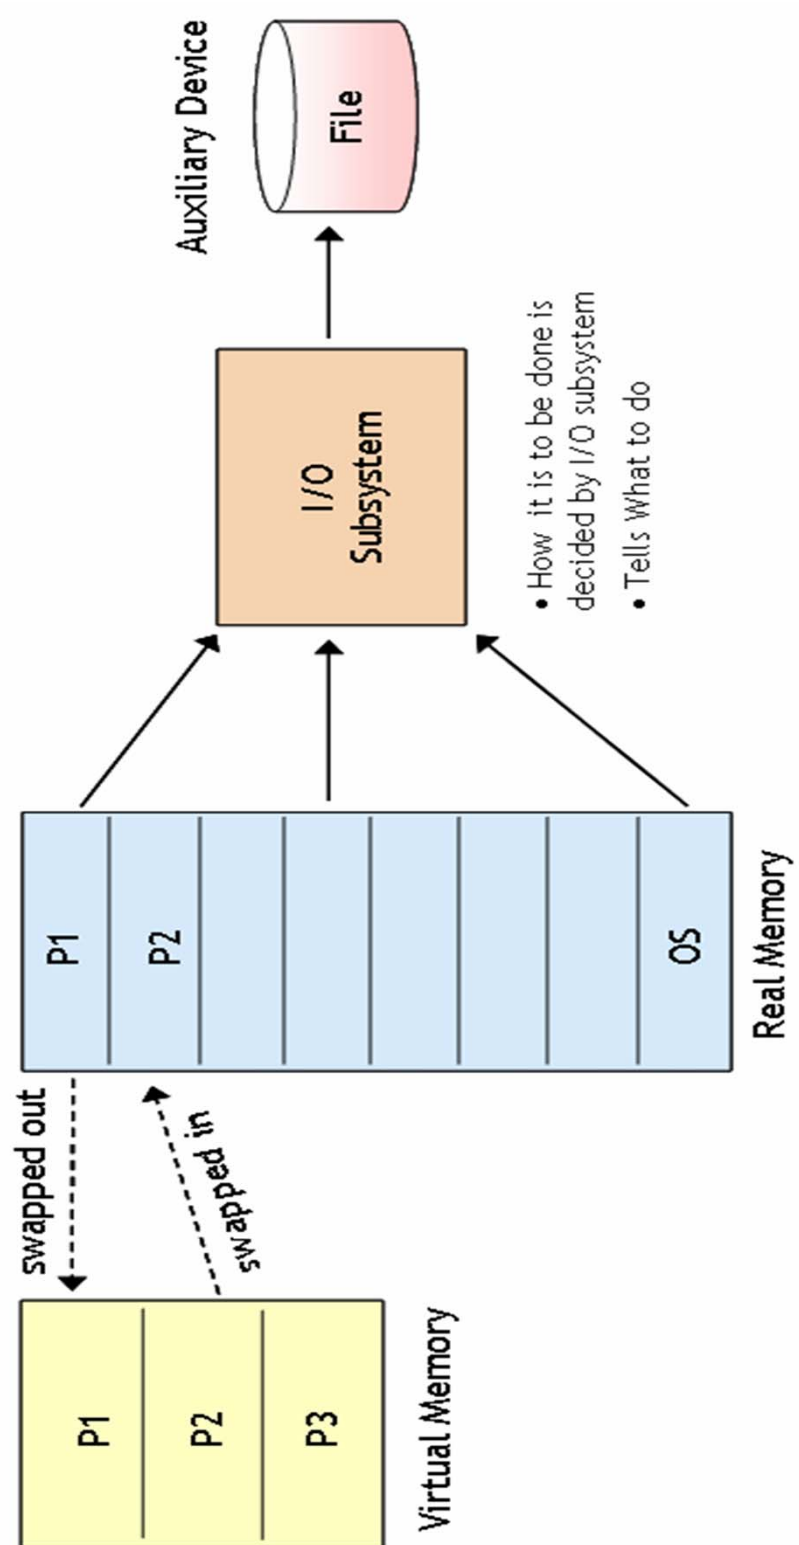 P1
P2
P3
Virtual Memory
swapped out
swapped in
P1
P2
OS
Real Memory
I/O
Subsystem
• How it is to be done is
decided by I/O subsystem
• Tells What to do
Auxiliary Device
File